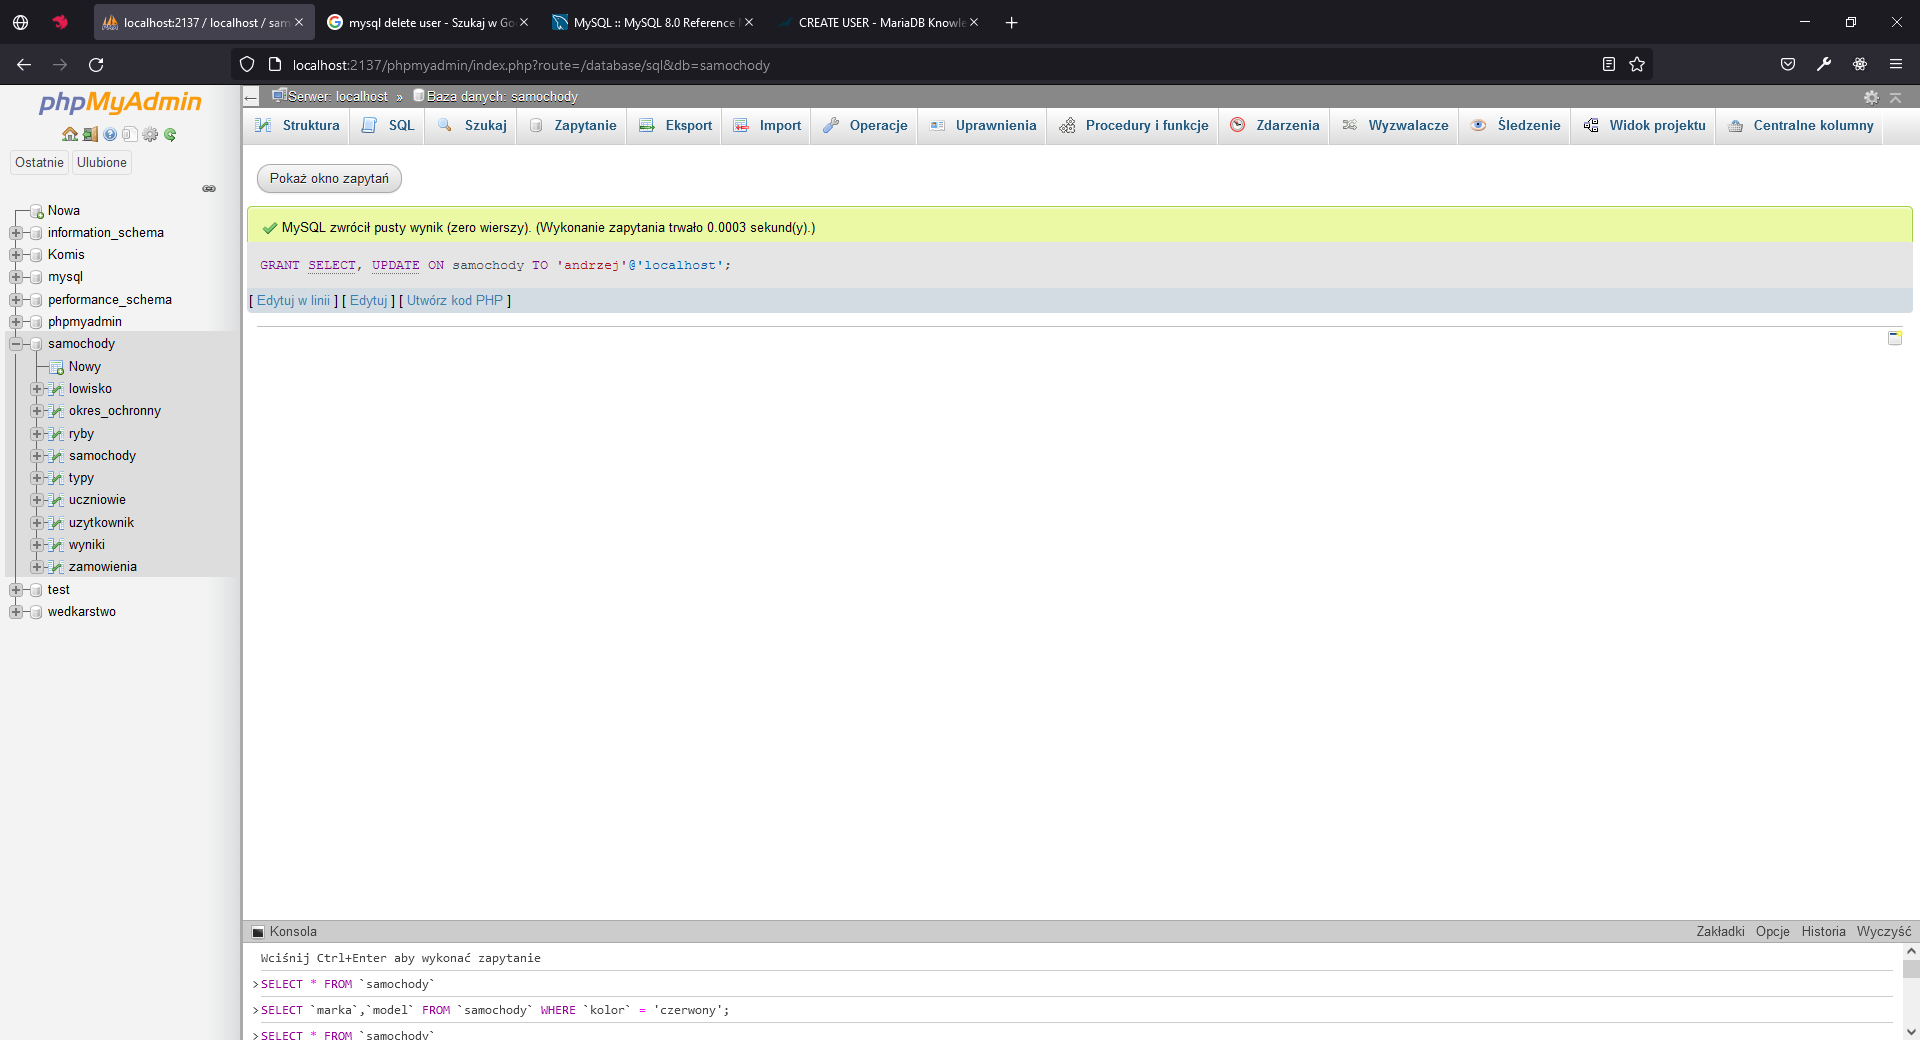 localhost:2137 / localhost / sam
mysql delete user - Szukaj w Go
MySQL :: MySQL 8.0 Reference
CREATE USER - MariaDB Knowle
localhost:2137/phpmyadmin/index.php?route=/database/sql&db=samochody
phpMyAdmin
Ostatnie Ulubione
Nowa
information_schema
Komis
mysql
performance_schema
phpmyadmin
samochody
Nowy
lowisko
okres_ochronny
ryby
samochody
typy
uczniowie
uzytkownik
wyniki
zamowienia
test
wedkarstwo
Serwer: localhost » Baza danych: samochody
Struktura SQL Szukaj Zapytanie Eksport Import Operacje Uprawnienia Procedury i funkcje Zdarzenia Wyzwalacze Śledzenie Widok projektu Centralne kolumny
Pokaż okno zapytań
MySQL zwrócił pusty wynik (zero wierszy). (Wykonanie zapytania trwało 0.0003 sekund(y).)
GRANT SELECT, UPDATE ON samochody TO 'andrzej'@'localhost';
[ Edytuj w linii ] [ Edytuj ] [ Utwórz kod PHP ]
Konsola Zakładki Opcje Historia Wyczyść
Wciśnij Ctrl+Enter aby wykonać zapytanie
>SELECT * FROM `samochody`
>SELECT `marka`,`model` FROM `samochody` WHERE `kolor` = 'czerwony';
>SELECT * FROM `samochody`